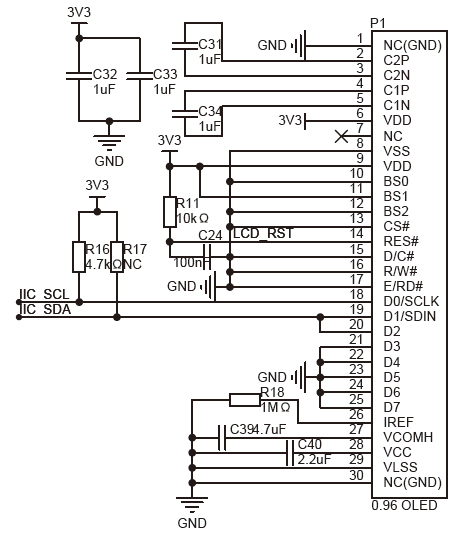 3V3
C32
1uF
C33
1uF
GND
C31
1uF
C34
1uF
GND
3V3
3V3
R11
10kΩ
C24
100nF
LCD_RST
GND
3V3
R16
4.7kΩ
R17
NC
IIC_SCL
IIC_SDA
GND
R18
1MΩ
C39
4.7uF
C40
2.2uF
GND
P1
1 NC(GND)
2 C2P
3 C2N
4 C1P
5 C1N
6 VDD
7 NC
8 VSS
9 VDD
10 BS0
11 BS1
12 BS2
13 CS#
14 RES#
15 D/C#
16 R/W#
17 E/RD#
18 D0/SCLK
19 D1/SDIN
20 D2
21 D3
22 D4
23 D5
24 D6
25 D7
26 IREF
27 VCOMH
28 VCC
29 VLSS
30 NC(GND)
0.96 OLED